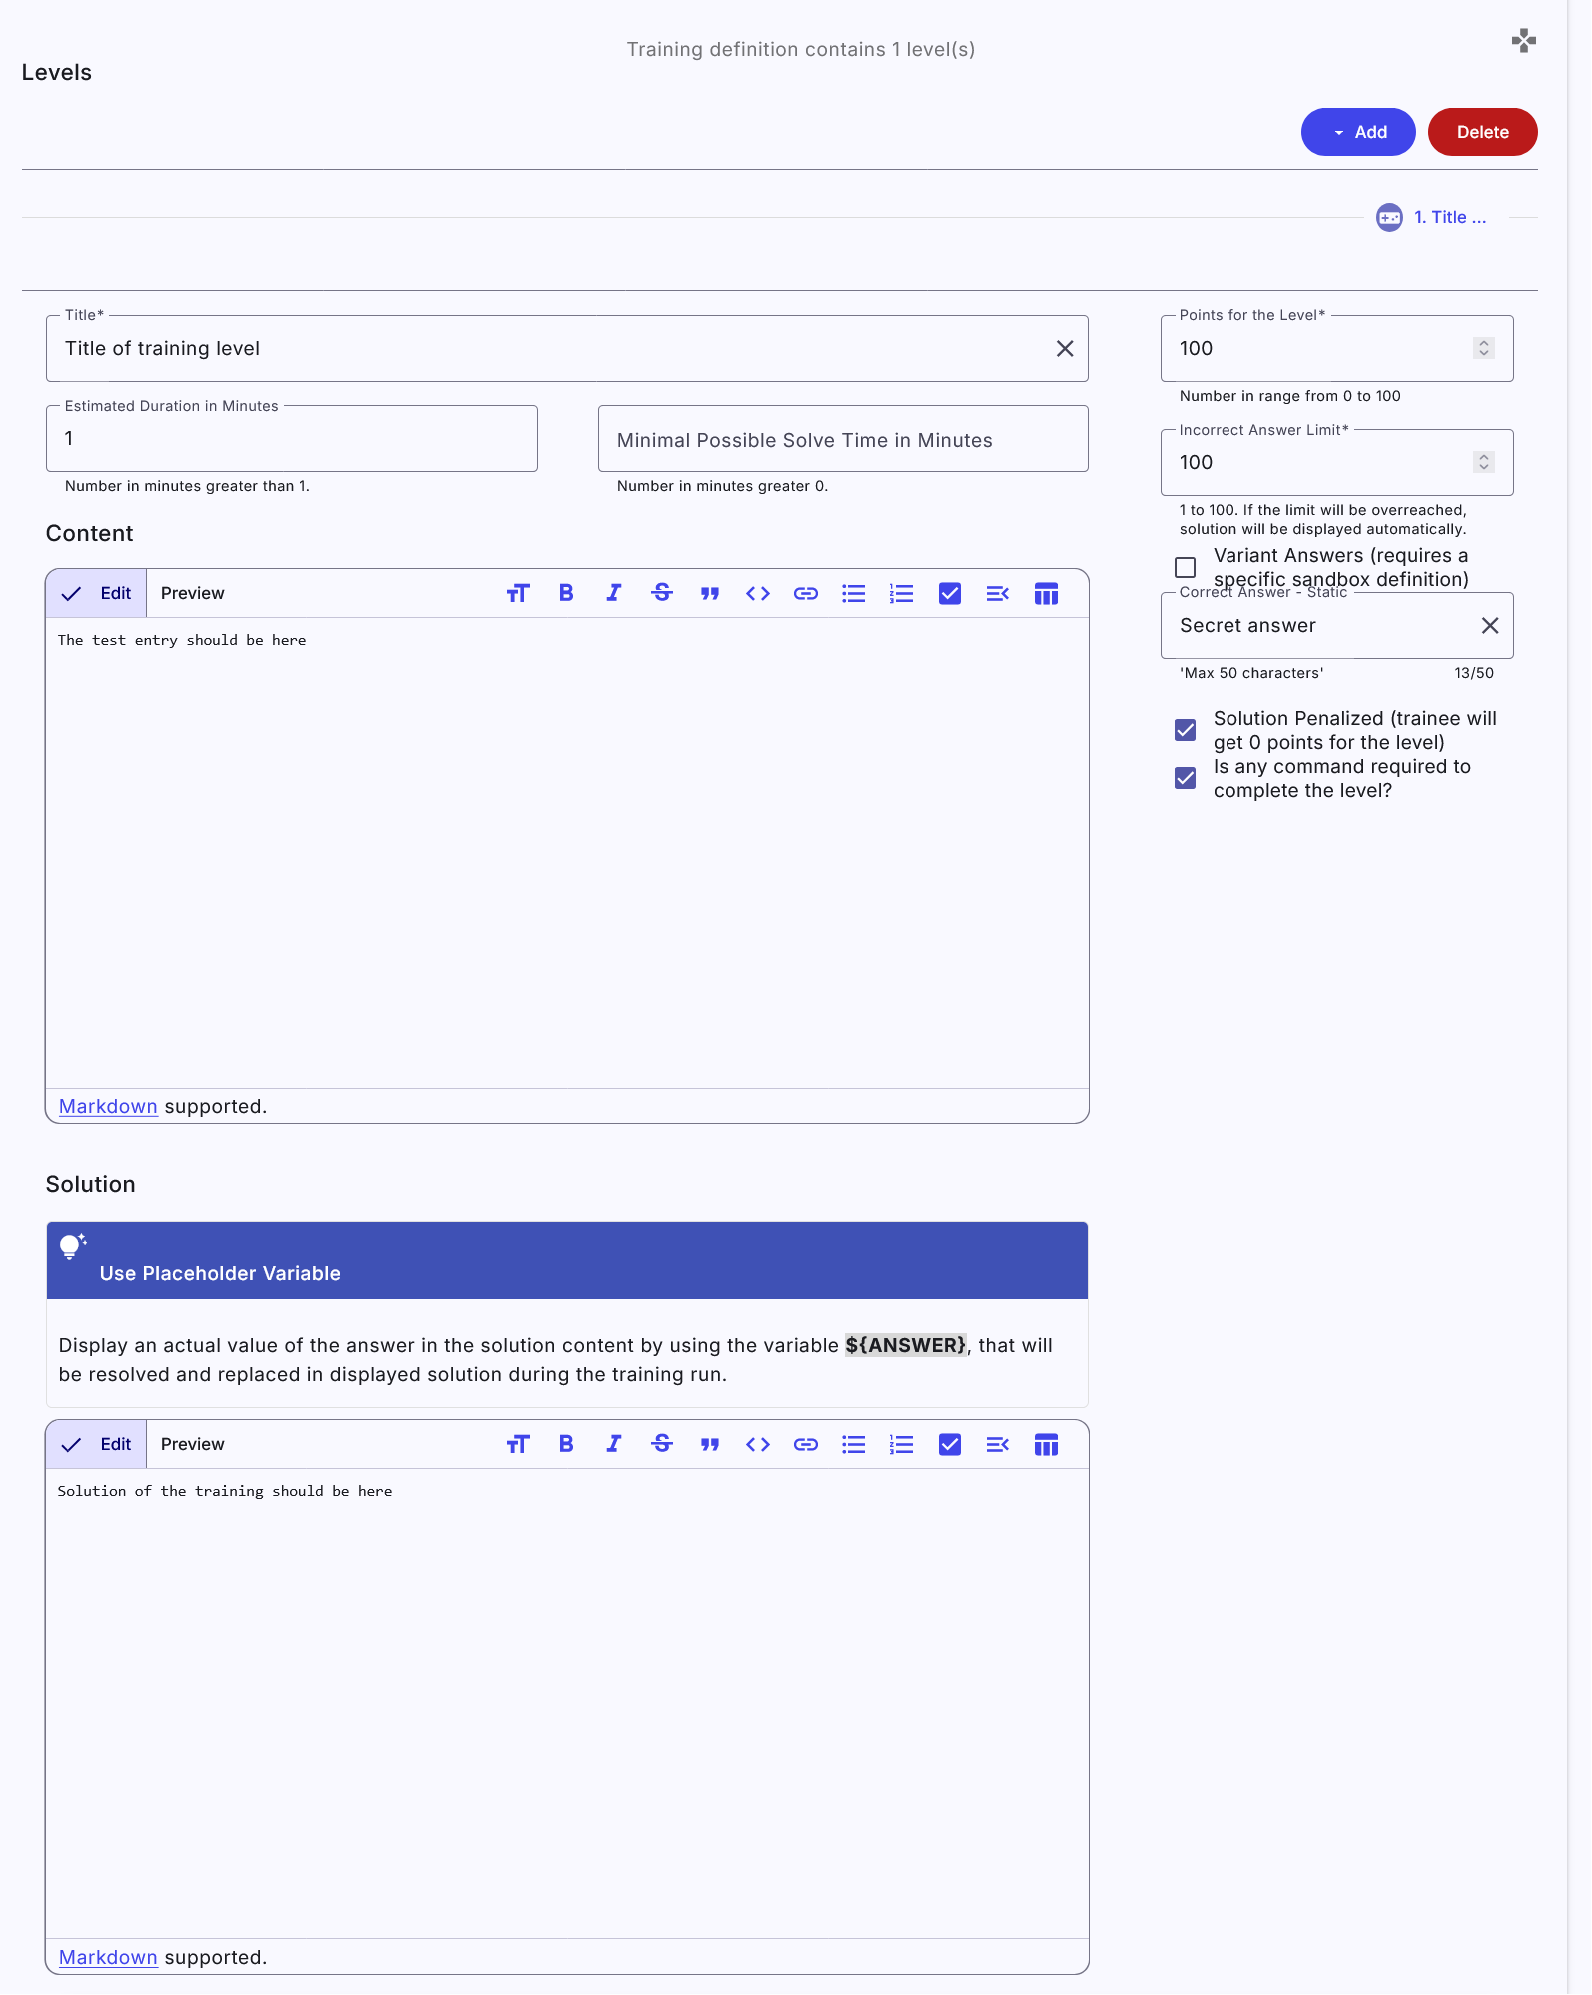 Training definition contains 1 level(s)
Levels
Add
Delete
1. Title ...
Title*
Title of training level
Estimated Duration in Minutes
1
Number in minutes greater than 1.
Minimal Possible Solve Time in Minutes
Number in minutes greater 0.
Points for the Level*
100
Number in range from 0 to 100
Incorrect Answer Limit*
100
1 to 100. If the limit will be overreached,
solution will be displayed automatically.
Variant Answers (requires a
specific sandbox definition)
Correct Answer - Static
Secret answer
'Max 50 characters'
13/50
Solution Penalized (trainee will
get 0 points for the level)
Is any command required to
complete the level?
Content
Edit
Preview
The test entry should be here
Markdown supported.
Solution
Use Placeholder Variable
Display an actual value of the answer in the solution content by using the variable ${ANSWER}, that will
be resolved and replaced in displayed solution during the training run.
Edit
Preview
Solution of the training should be here
Markdown supported.